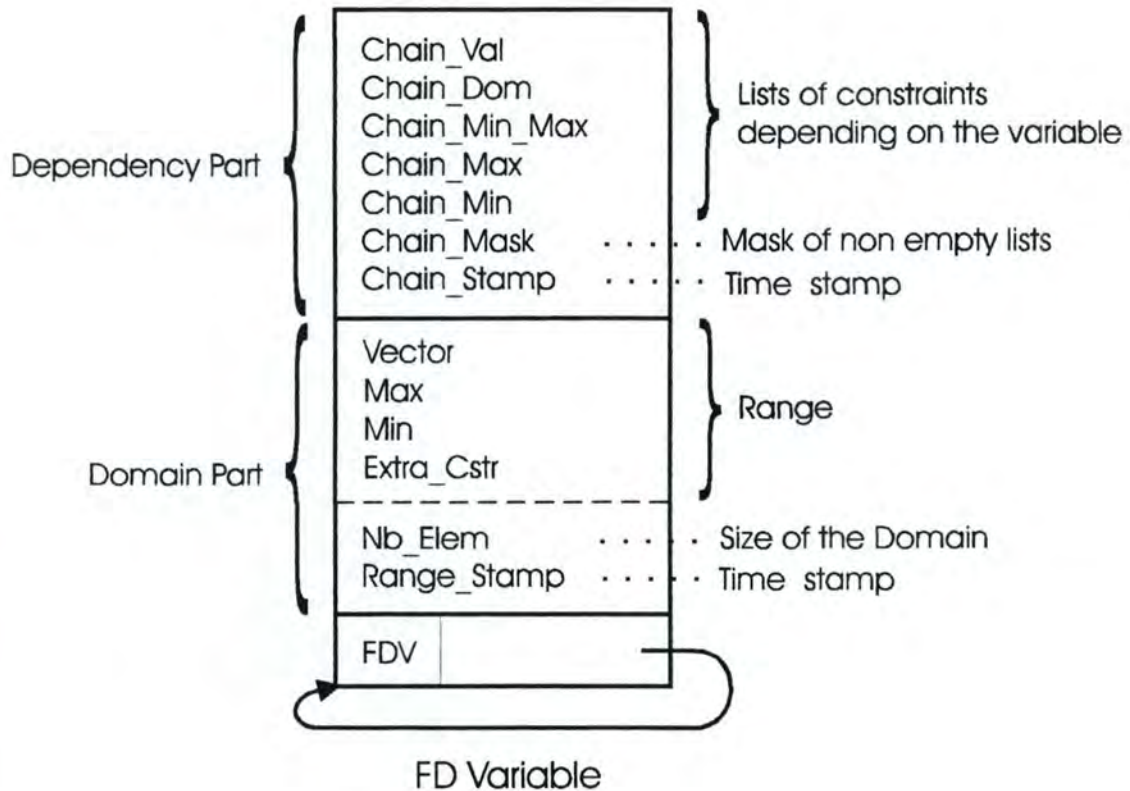 Chain_Val
Chain_Dom
Chain_Min_Max
Chain_Max
Chain_Min
Chain_Mask
Chain_Stamp
Dependency Part
Lists of constraints
depending on the variable
Mask of non empty lists
Time stamp
Vector
Max
Min
Extra_Cstr
Nb_Elem
Range_Stamp
Domain Part
Range
Size of the Domain
Time stamp
FDV
FD Variable